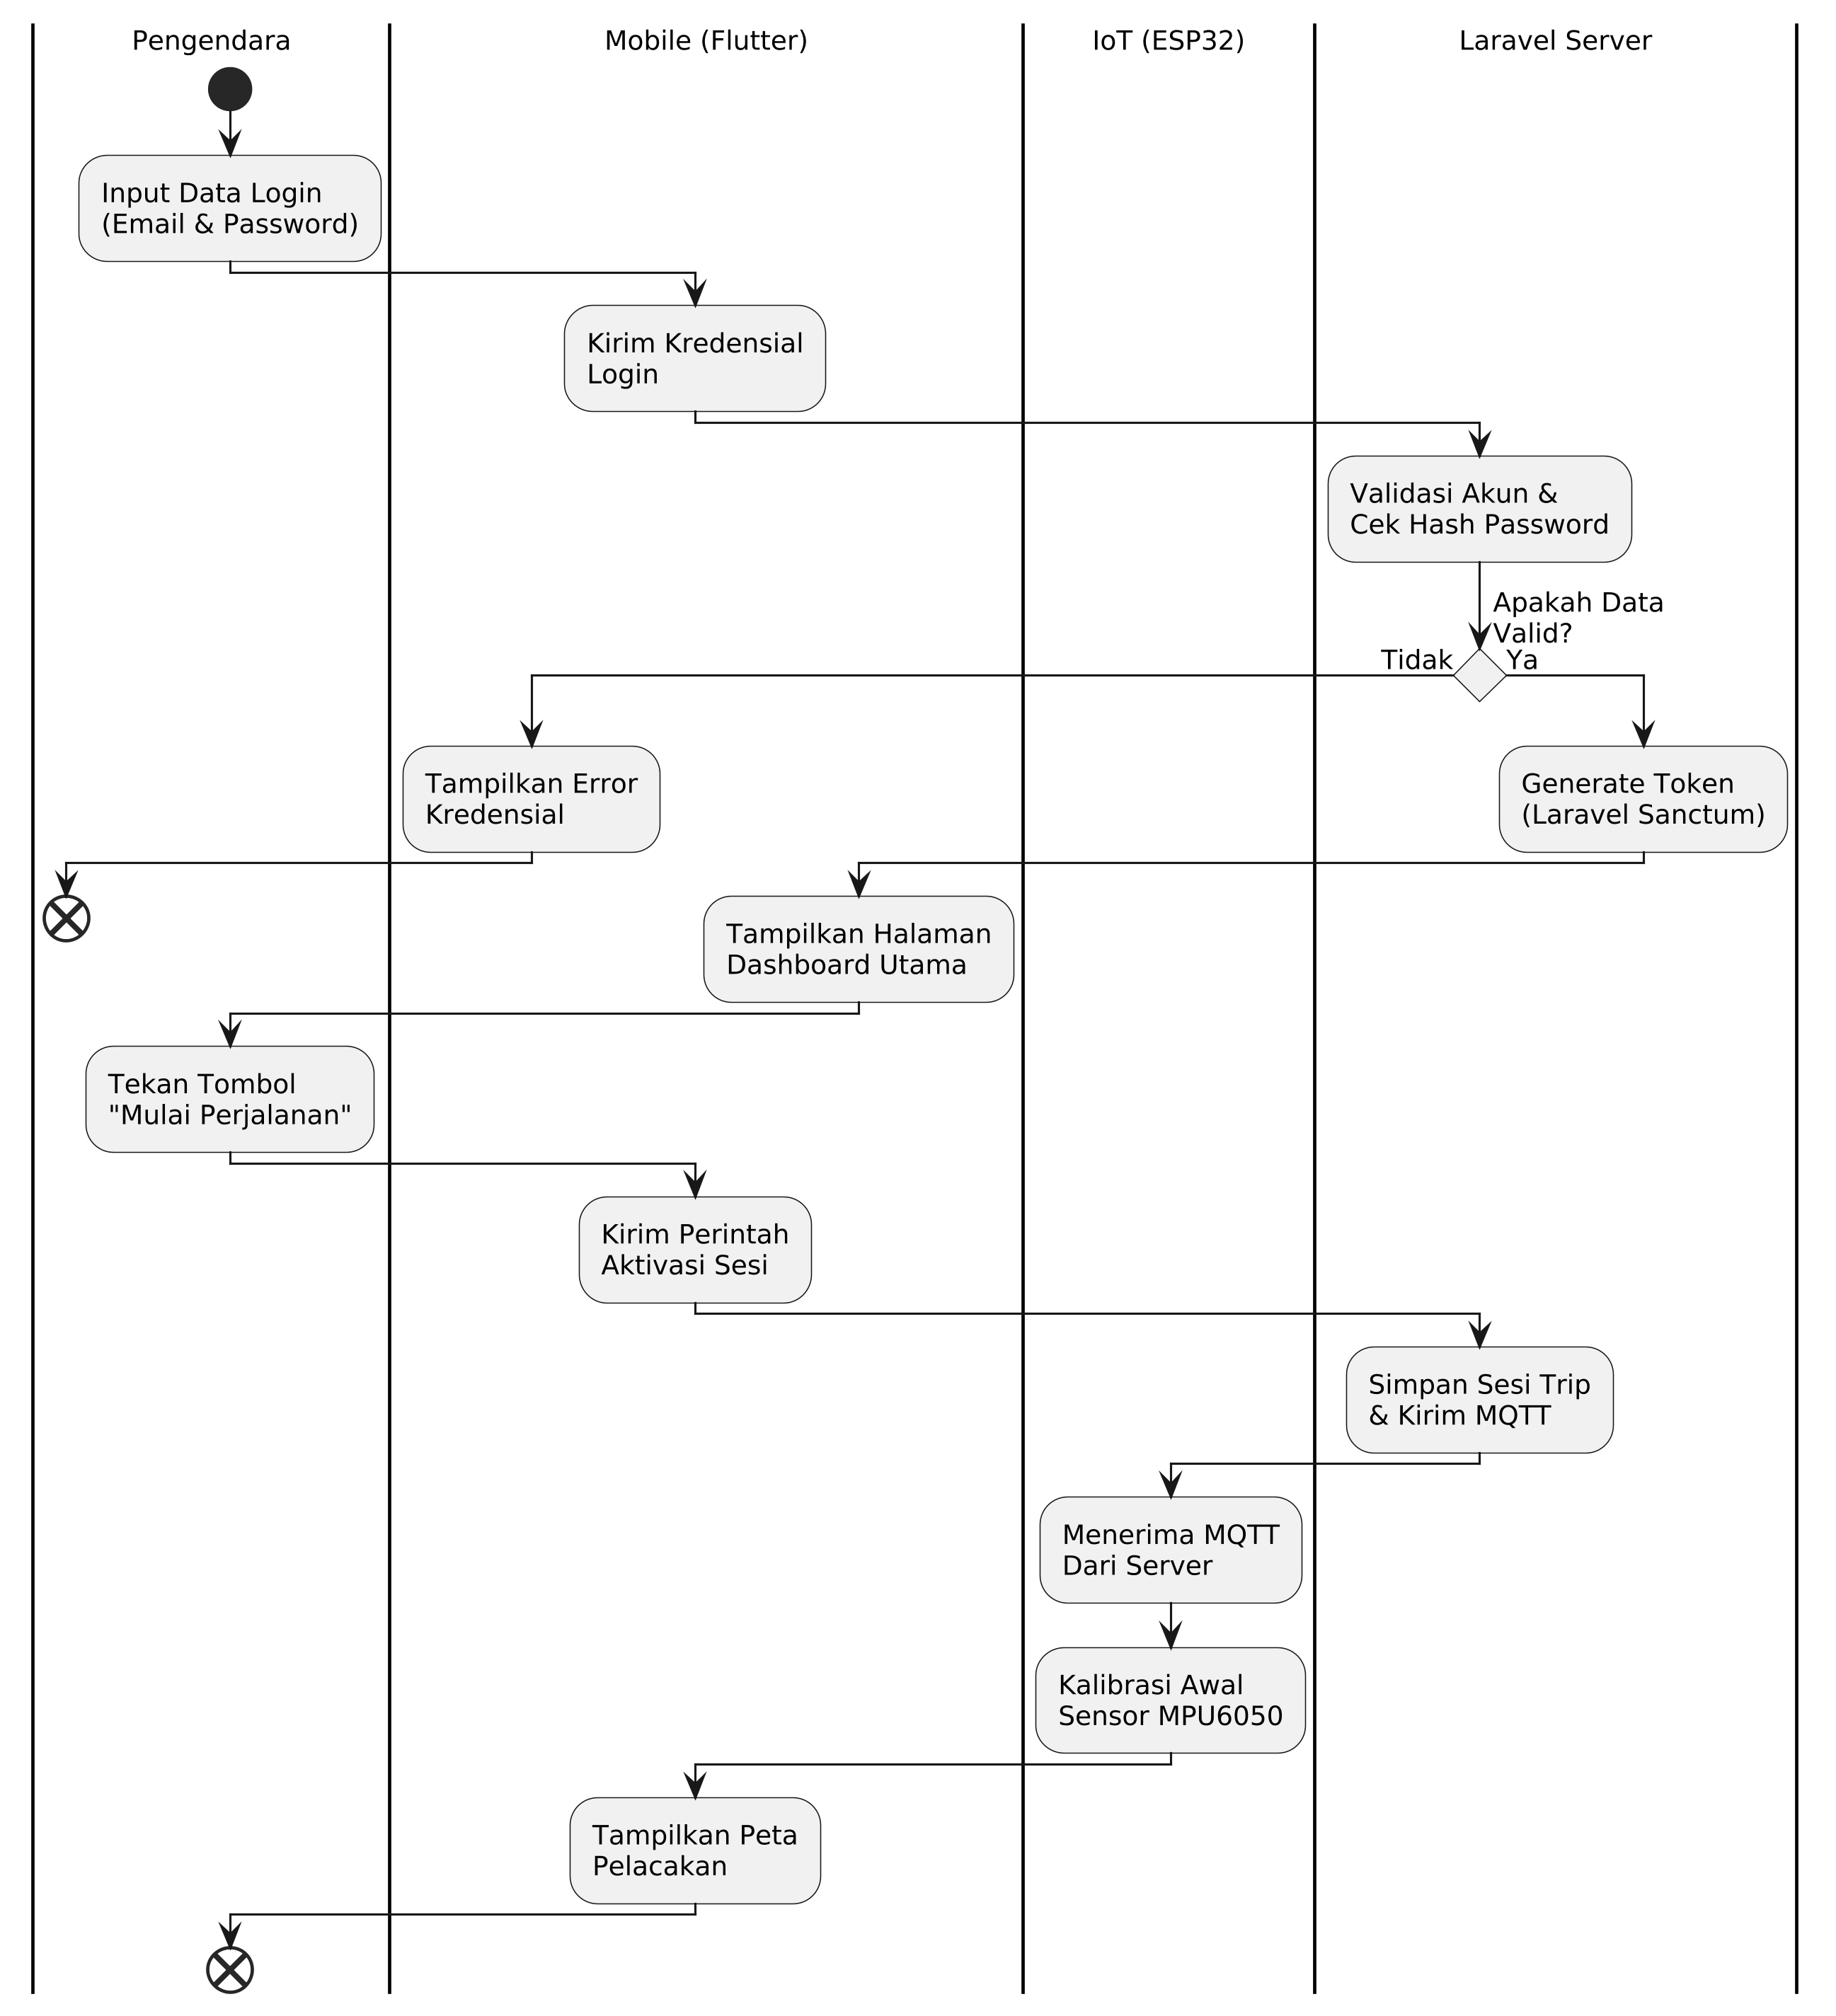 Pengendara
Mobile (Flutter)
IoT (ESP32)
Laravel Server
Input Data Login
(Email & Password)
Kirim Kredensial
Login
Validasi Akun &
Cek Hash Password
Apakah Data
Valid?
Tidak
Ya
Tampilkan Error
Kredensial
Generate Token
(Laravel Sanctum)
Tampilkan Halaman
Dashboard Utama
Tekan Tombol
"Mulai Perjalanan"
Kirim Perintah
Aktivasi Sesi
Simpan Sesi Trip
& Kirim MQTT
Menerima MQTT
Dari Server
Kalibrasi Awal
Sensor MPU6050
Tampilkan Peta
Pelacakan